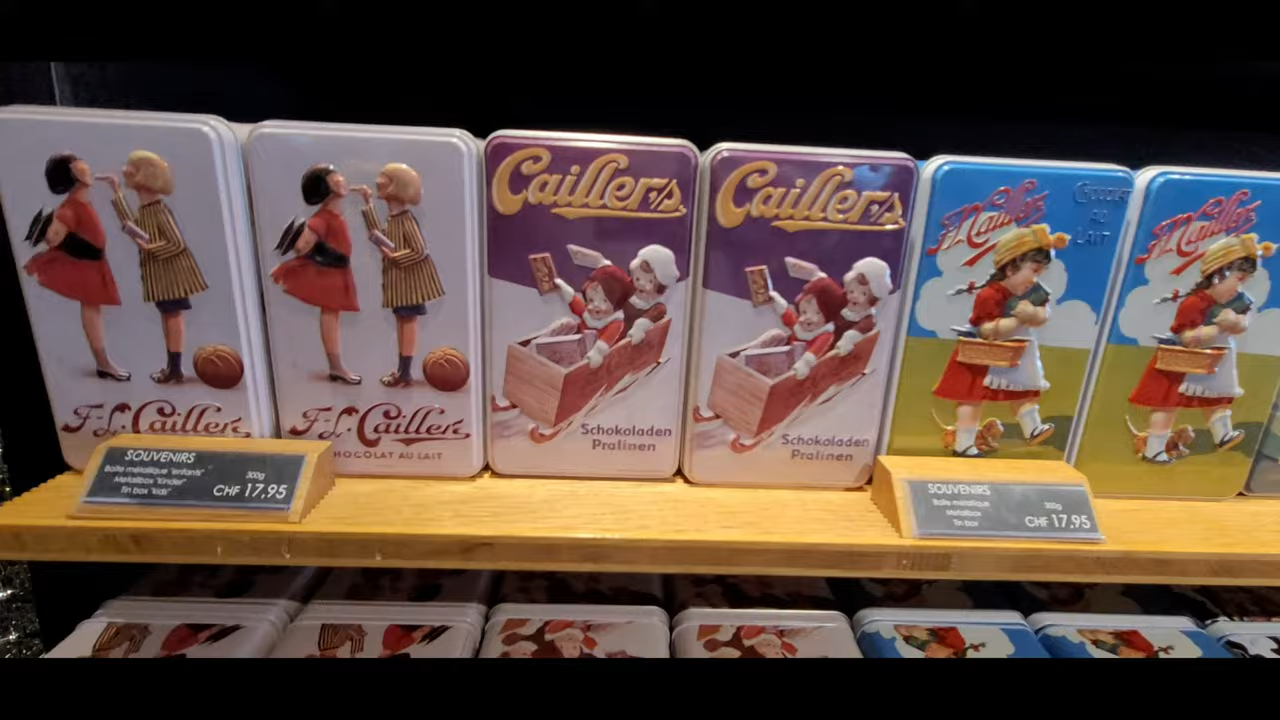 F.L. Cailler's
F.L. Cailler's
CHOCOLAT AU LAIT
Cailler's
Schokoladen
Pralinen
Cailler's
Schokoladen
Pralinen
F.L. Cailler's
CHOCOLAT
AU
LAIT
F.L. Cailler's
SOUVENIRS
Boîte métallique "enfants"
Metallbox "Kinder"
Tin box "kids"
300g
CHF 17.95
SOUVENIRS
Boîte métallique
Metallbox
Tin box
300g
CHF 17.95